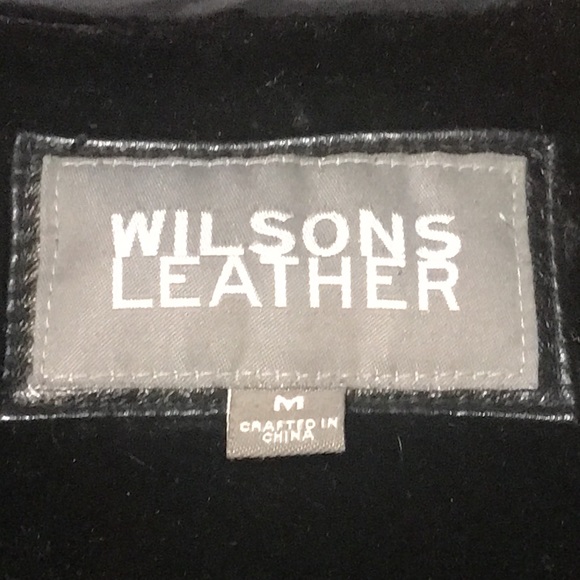 WILSONS
LEATHER
M
CRAFTED IN
CHINA